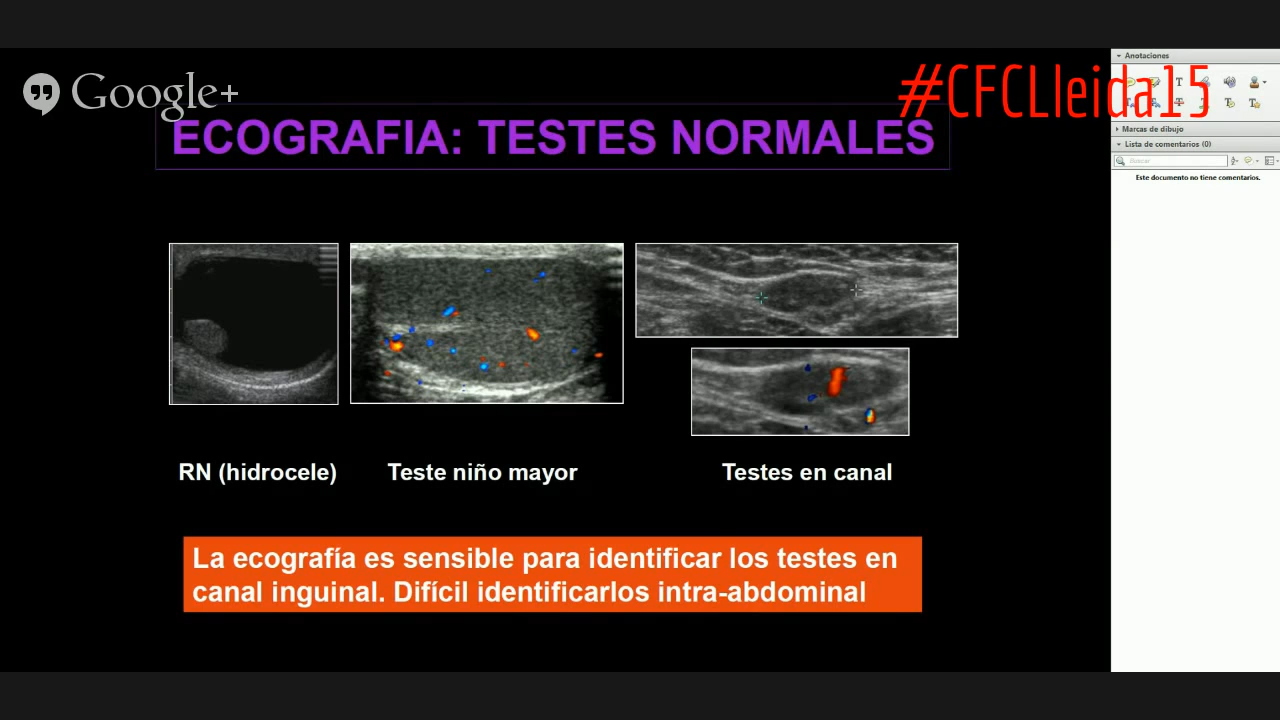 Google+
#CFCLleida15
ECOGRAFIA: TESTES NORMALES
RN (hidrocele)
Teste niño mayor
Testes en canal
La ecografía es sensible para identificar los testes en
canal inguinal. Difícil identificarlos intra-abdominal
Anotaciones
Marcas de dibujo
Lista de comentarios (0)
Buscar
Este documento no tiene comentarios.